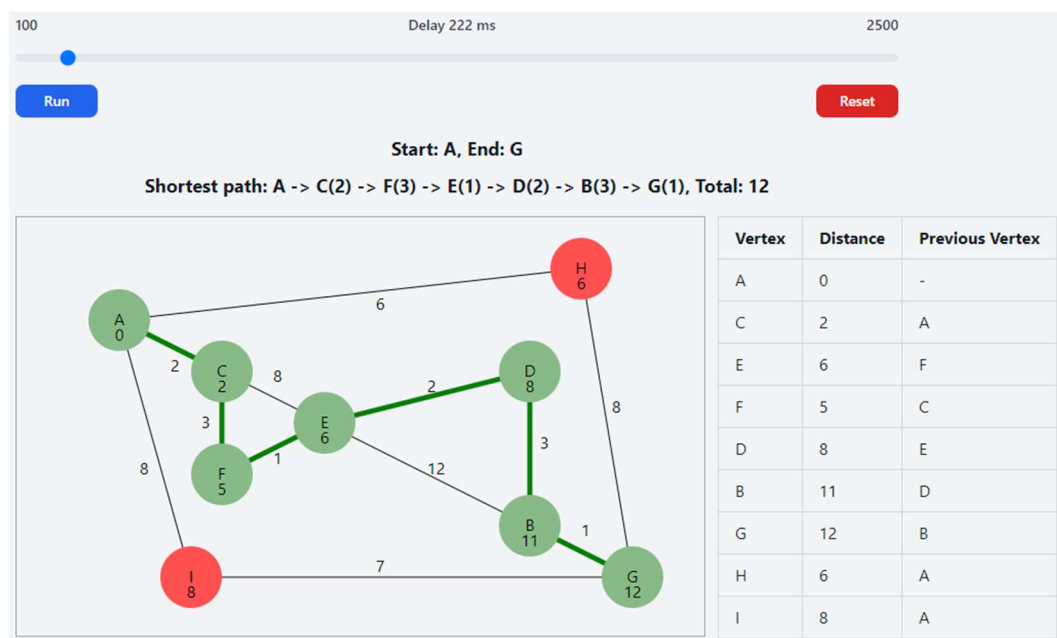 100 Delay 222 ms 2500
Run Reset
Start: A, End: G
Shortest path: A -> C(2) -> F(3) -> E(1) -> D(2) -> B(3) -> G(1), Total: 12
H
6
6
A
0
2
C
2
8
D
8
2
8
3
E
6
3
F
5
1
12
8
B
11
1
7
I
8
G
12
Vertex Distance Previous Vertex
A 0 -
C 2 A
E 6 F
F 5 C
D 8 E
B 11 D
G 12 B
H 6 A
I 8 A